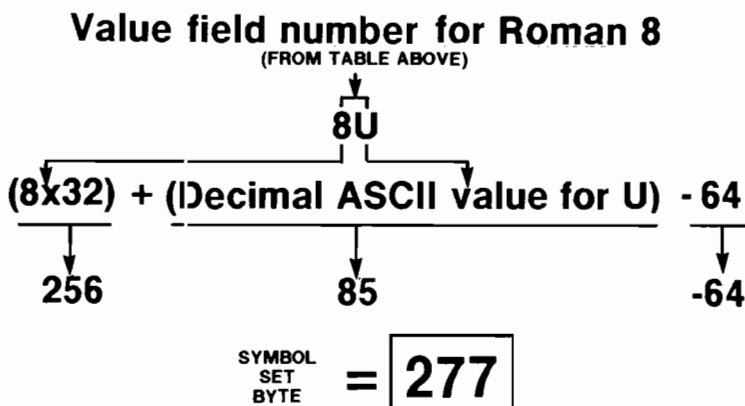 Value field number for Roman 8
(FROM TABLE ABOVE)
8U
(8x32) + (Decimal ASCII value for U) - 64
256 85 -64
SYMBOL
SET
BYTE
= 277